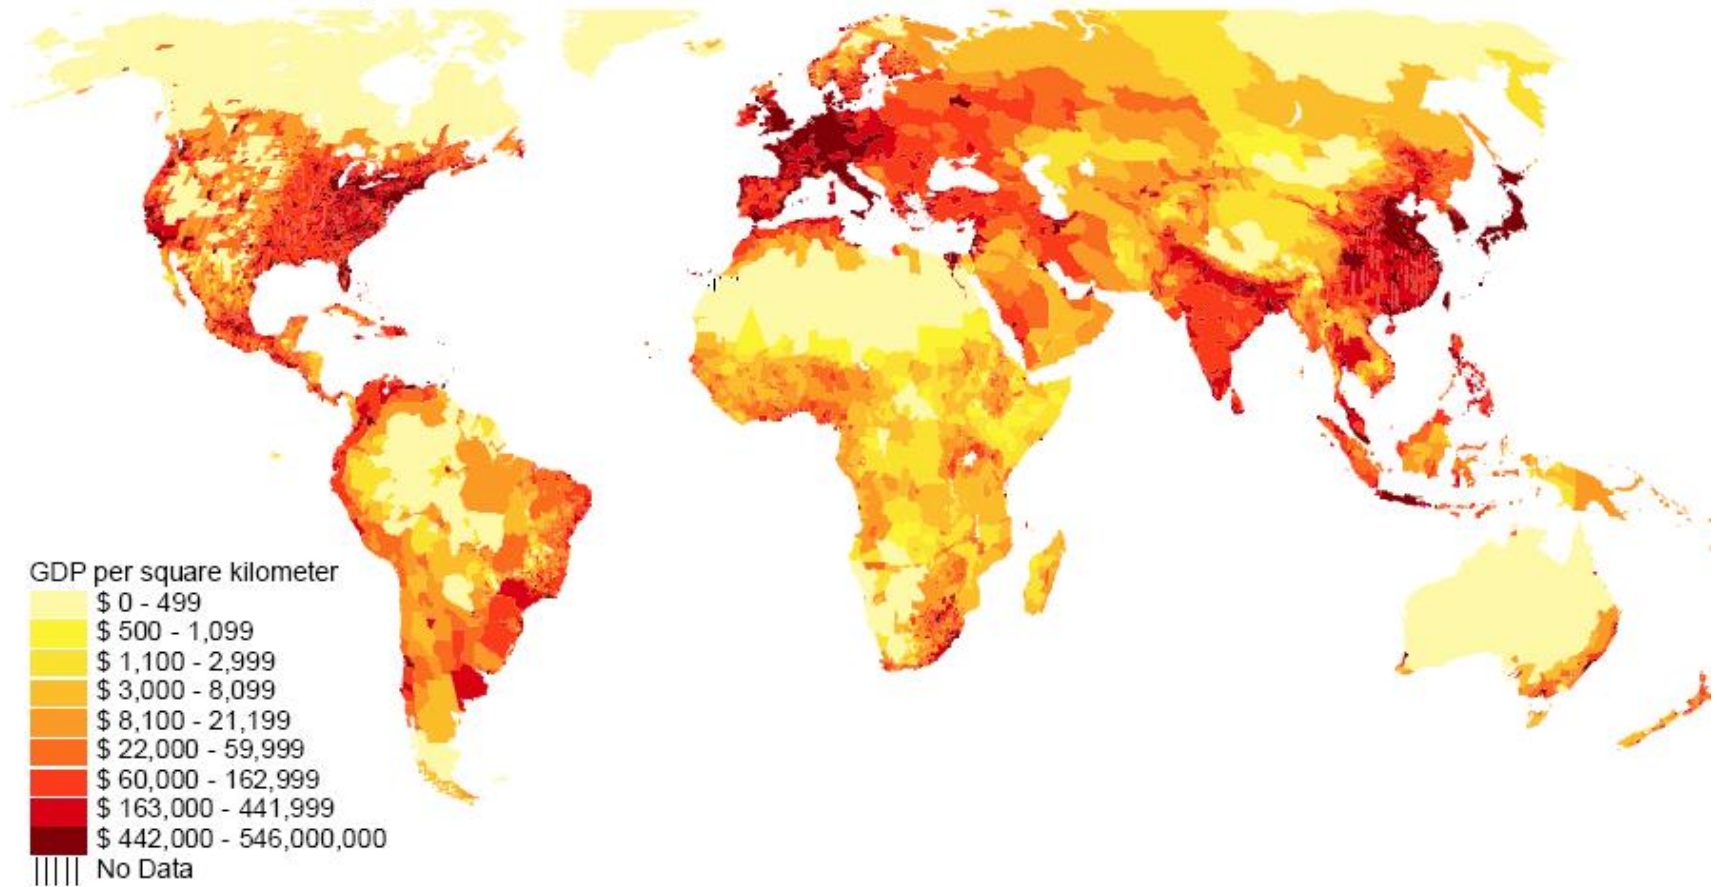 GDP per square kilometer
$ 0 - 499
$ 500 - 1,099
$ 1,100 - 2,999
$ 3,000 - 8,099
$ 8,100 - 21,199
$ 22,000 - 59,999
$ 60,000 - 162,999
$ 163,000 - 441,999
$ 442,000 - 546,000,000
No Data